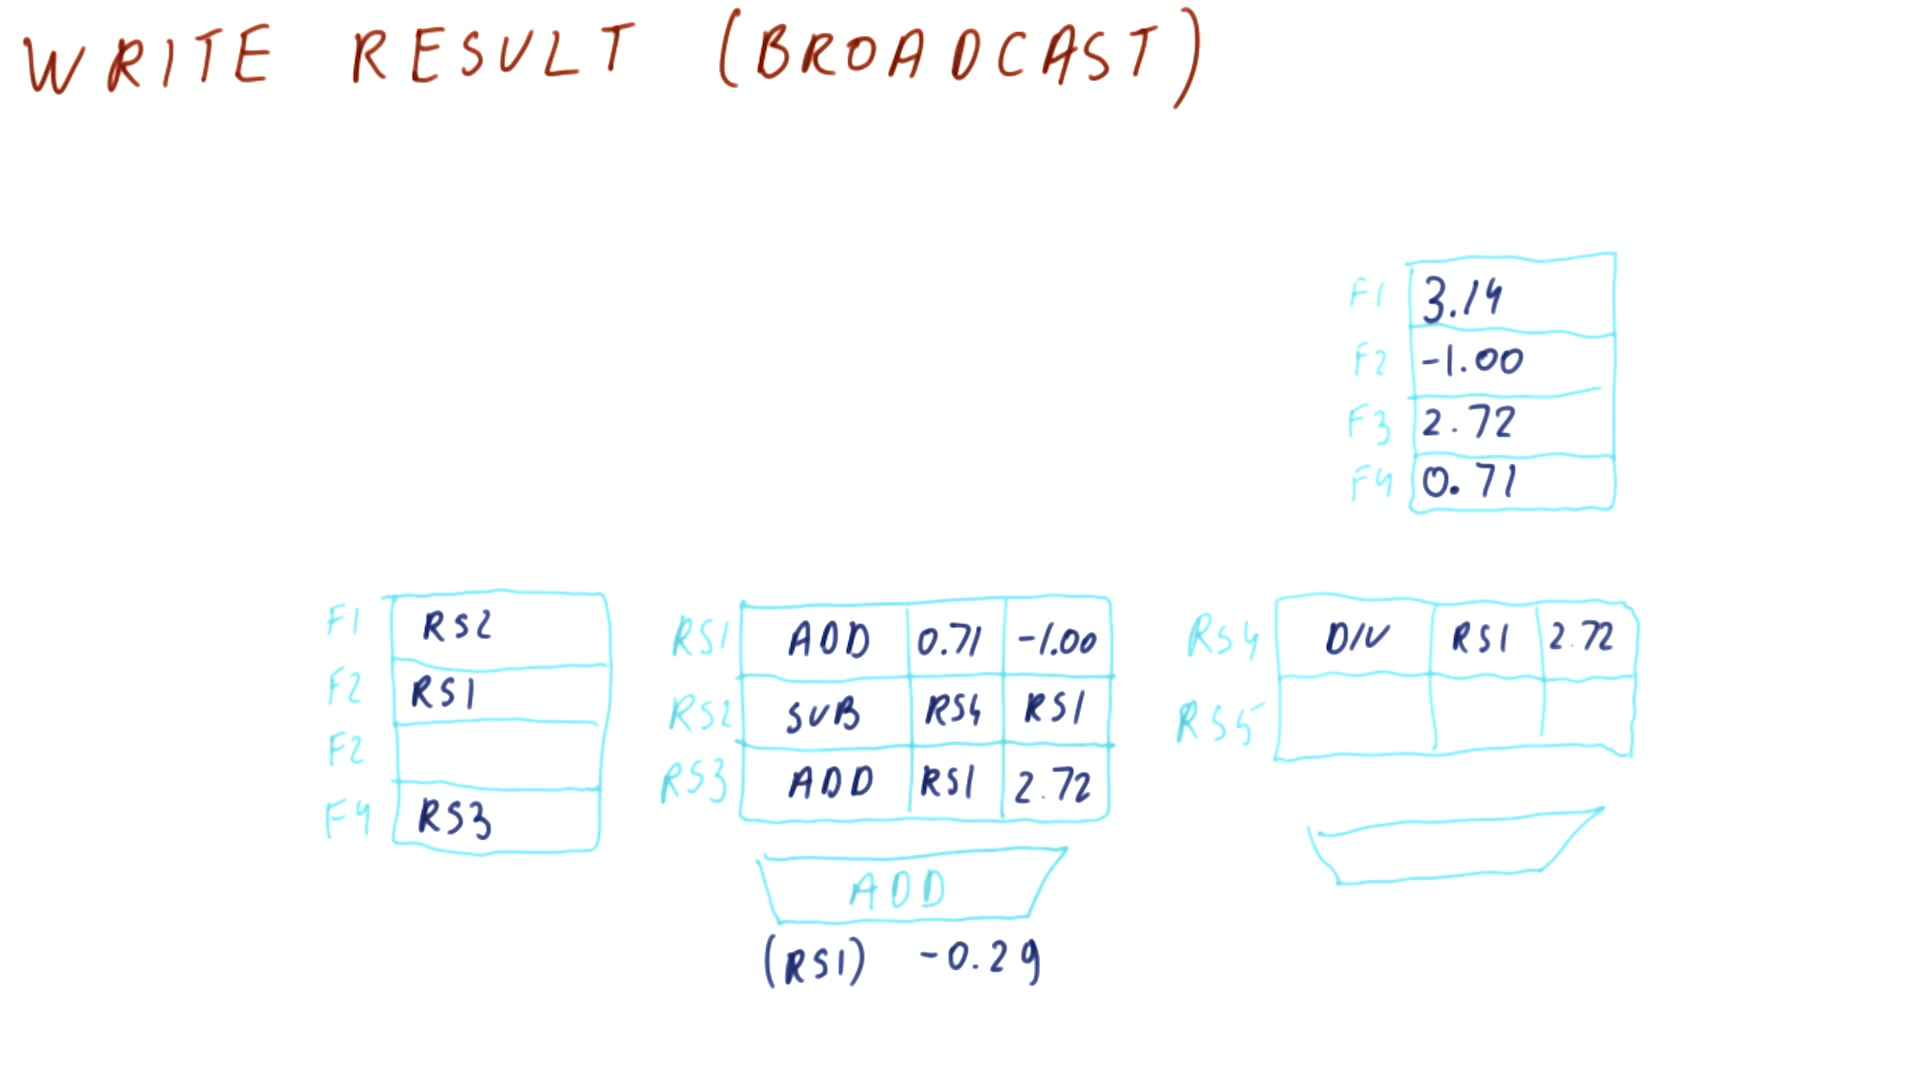 WRITE RESULT (BROADCAST)
F1 3.14
F2 -1.00
F3 2.72
F4 0.71
F1 RS2
F2 RS1
F2
F4 RS3
RS1 ADD 0.71 -1.00
RS2 SUB RS4 RS1
RS3 ADD RS1 2.72
ADD
(RS1) -0.29
RS4 DIV RS1 2.72
RS5